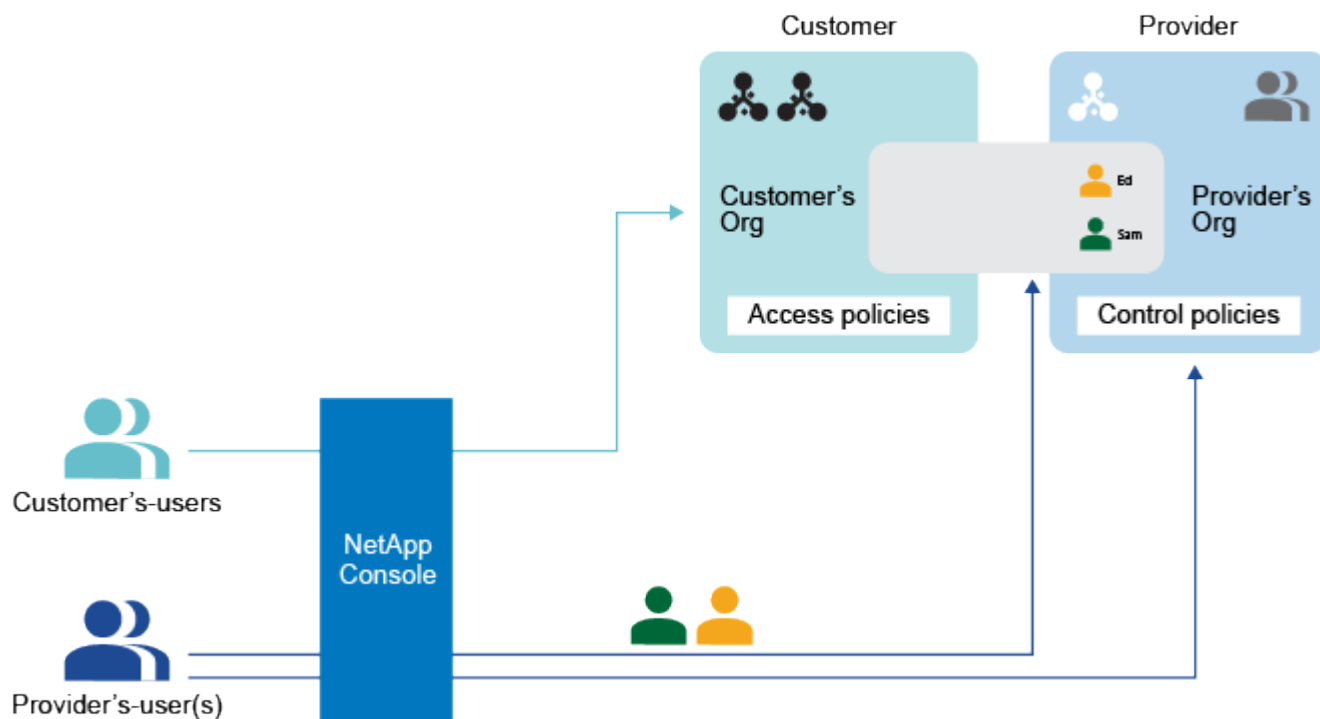 Customer
Provider
Customer's
Org
Ed
Sam
Provider's
Org
Access policies
Control policies
Customer's-users
NetApp
Console
Provider's-user(s)